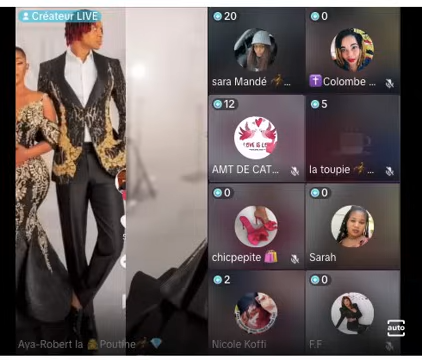 Créateur LIVE
20
0
sara Mandé ...
Colombe ...
12
5
AMT DE CAT...
la toupie ...
0
0
chicpepite
Sarah
2
0
Aya-Robert la Poutine
Nicole Koffi
F.F
auto